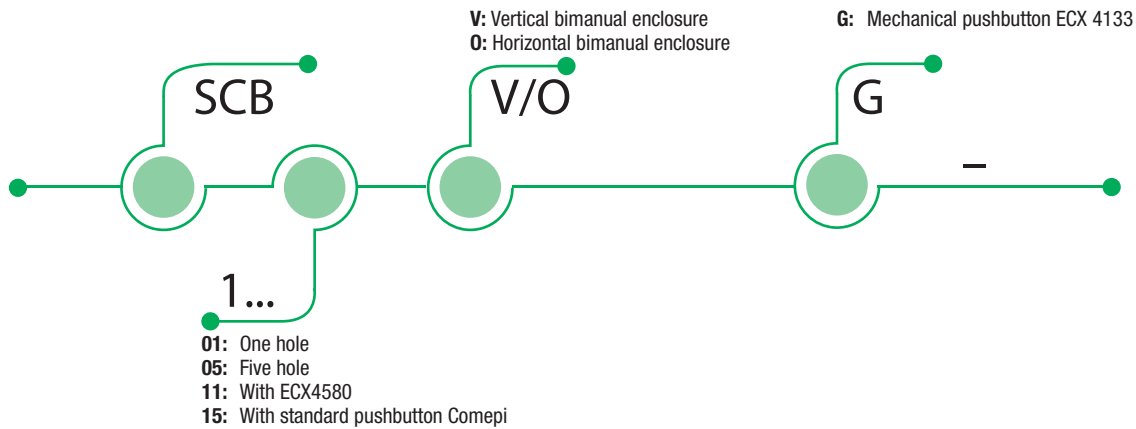 V: Vertical bimanual enclosure
O: Horizontal bimanual enclosure
G: Mechanical pushbutton ECX 4133
SCB
V/O
G
–
1...
01: One hole
05: Five hole
11: With ECX4580
15: With standard pushbutton Comepi